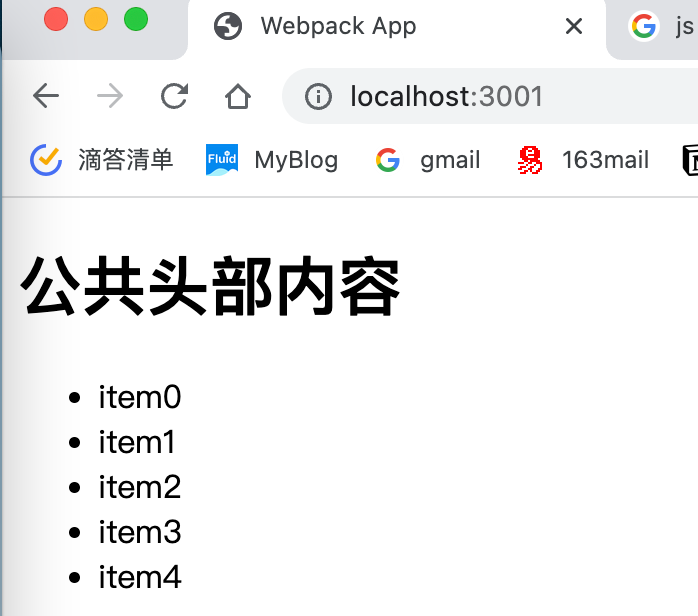 Webpack App
js
localhost:3001
滴答清单 Fluid MyBlog gmail 163mail
公共头部内容
item0
item1
item2
item3
item4